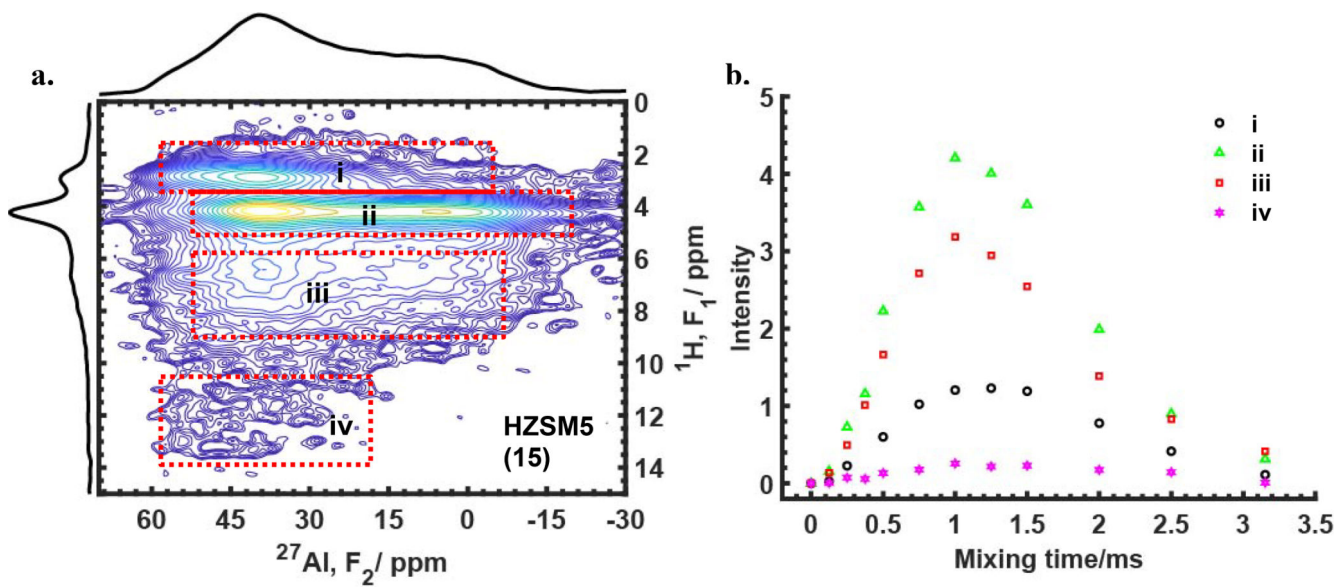 a.
i
ii
iii
iv
HZSM5
(15)
0
2
4
6
8
10
12
14
¹H, F₁/ ppm
60 45 30 15 0 -15 -30
²⁷Al, F₂/ ppm
b.
5
4
3
2
1
0
Intensity
i
ii
iii
iv
0 0.5 1 1.5 2 2.5 3 3.5
Mixing time/ms